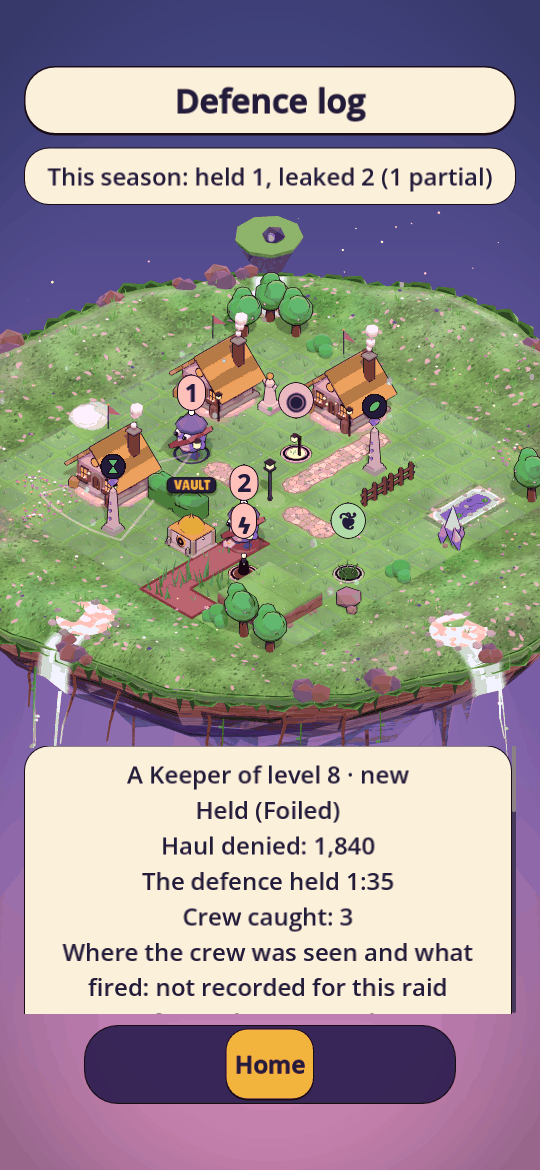 Defence log
This season: held 1, leaked 2 (1 partial)
1
VAULT
2
A Keeper of level 8 · new
Held (Foiled)
Haul denied: 1,840
The defence held 1:35
Crew caught: 3
Where the crew was seen and what
fired: not recorded for this raid
Home